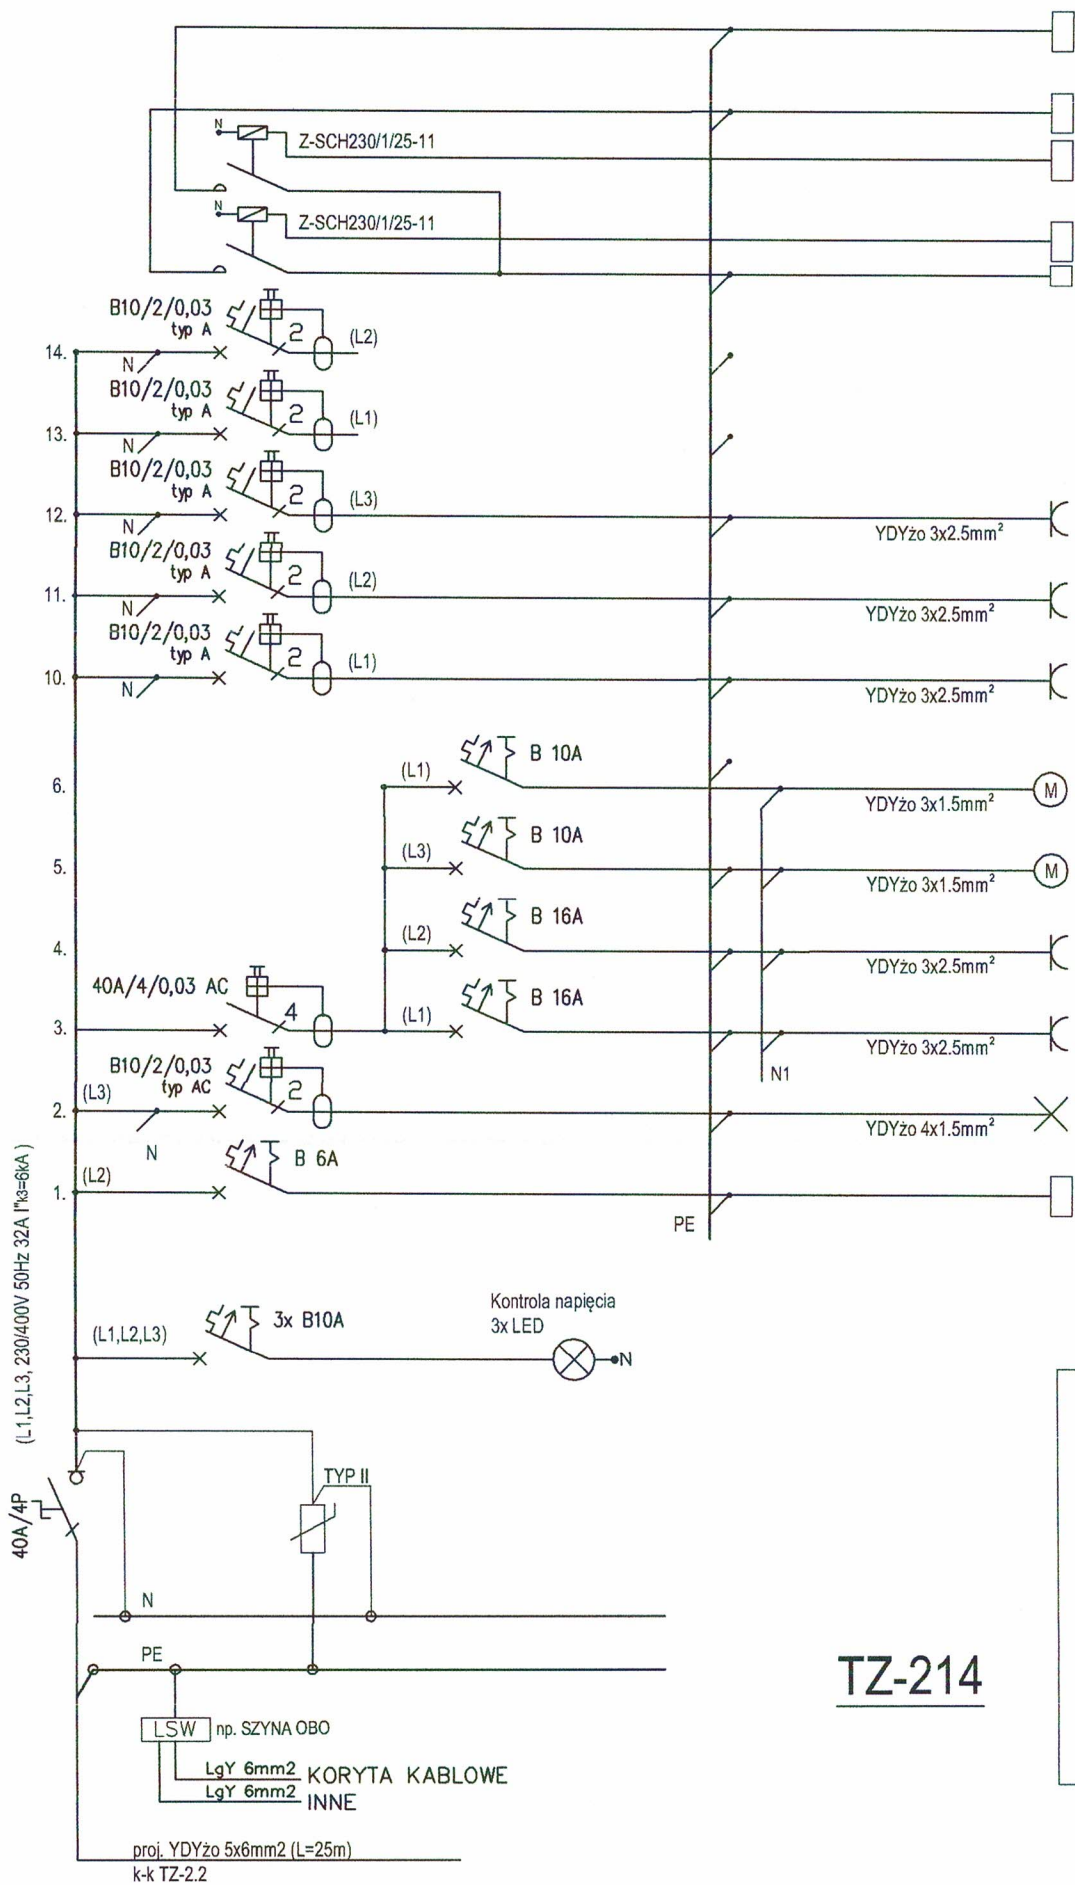 N
Z-SCH230/1/25-11
N
Z-SCH230/1/25-11
B10/2/0,03
typ A
2
(L2)
14.
N
B10/2/0,03
typ A
2
(L1)
13.
N
B10/2/0,03
typ A
2
(L3)
12.
N
YDYżo 3x2.5mm²
B10/2/0,03
typ A
2
(L2)
11.
N
YDYżo 3x2.5mm²
B10/2/0,03
typ A
2
(L1)
10.
N
YDYżo 3x2.5mm²
B 10A
(L1)
6.
M
YDYżo 3x1.5mm²
B 10A
(L3)
5.
M
YDYżo 3x1.5mm²
B 16A
(L2)
4.
YDYżo 3x2.5mm²
40A/4/0,03 AC
4
B 16A
(L1)
3.
YDYżo 3x2.5mm²
N1
B10/2/0,03
typ AC
2
(L3)
2.
N
YDYżo 4x1.5mm²
B 6A
(L2)
1.
PE
(L1,L2,L3, 230/400V 50Hz 32A I"k3=6kA )
Kontrola napięcia
3x LED
3x B10A
(L1,L2,L3)
N
TYP II
40A/4P
N
PE
TZ-214
LSW np. SZYNA OBO
LgY 6mm2 KORYTA KABLOWE
LgY 6mm2 INNE
proj. YDYżo 5x6mm2 (L=25m)
k-k TZ-2.2